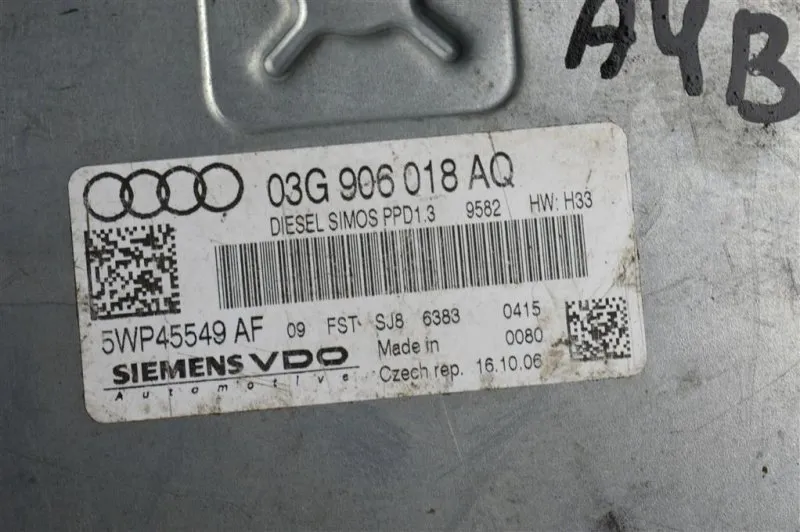 A4B
03G 906 018 AQ
DIESEL SIMOS PPD1.3 9582 HW: H33
5WP45549 AF 09 FST SJ8 6383 0415
SIEMENS VDO Made in 0080
Automotive Czech rep. 16.10.06